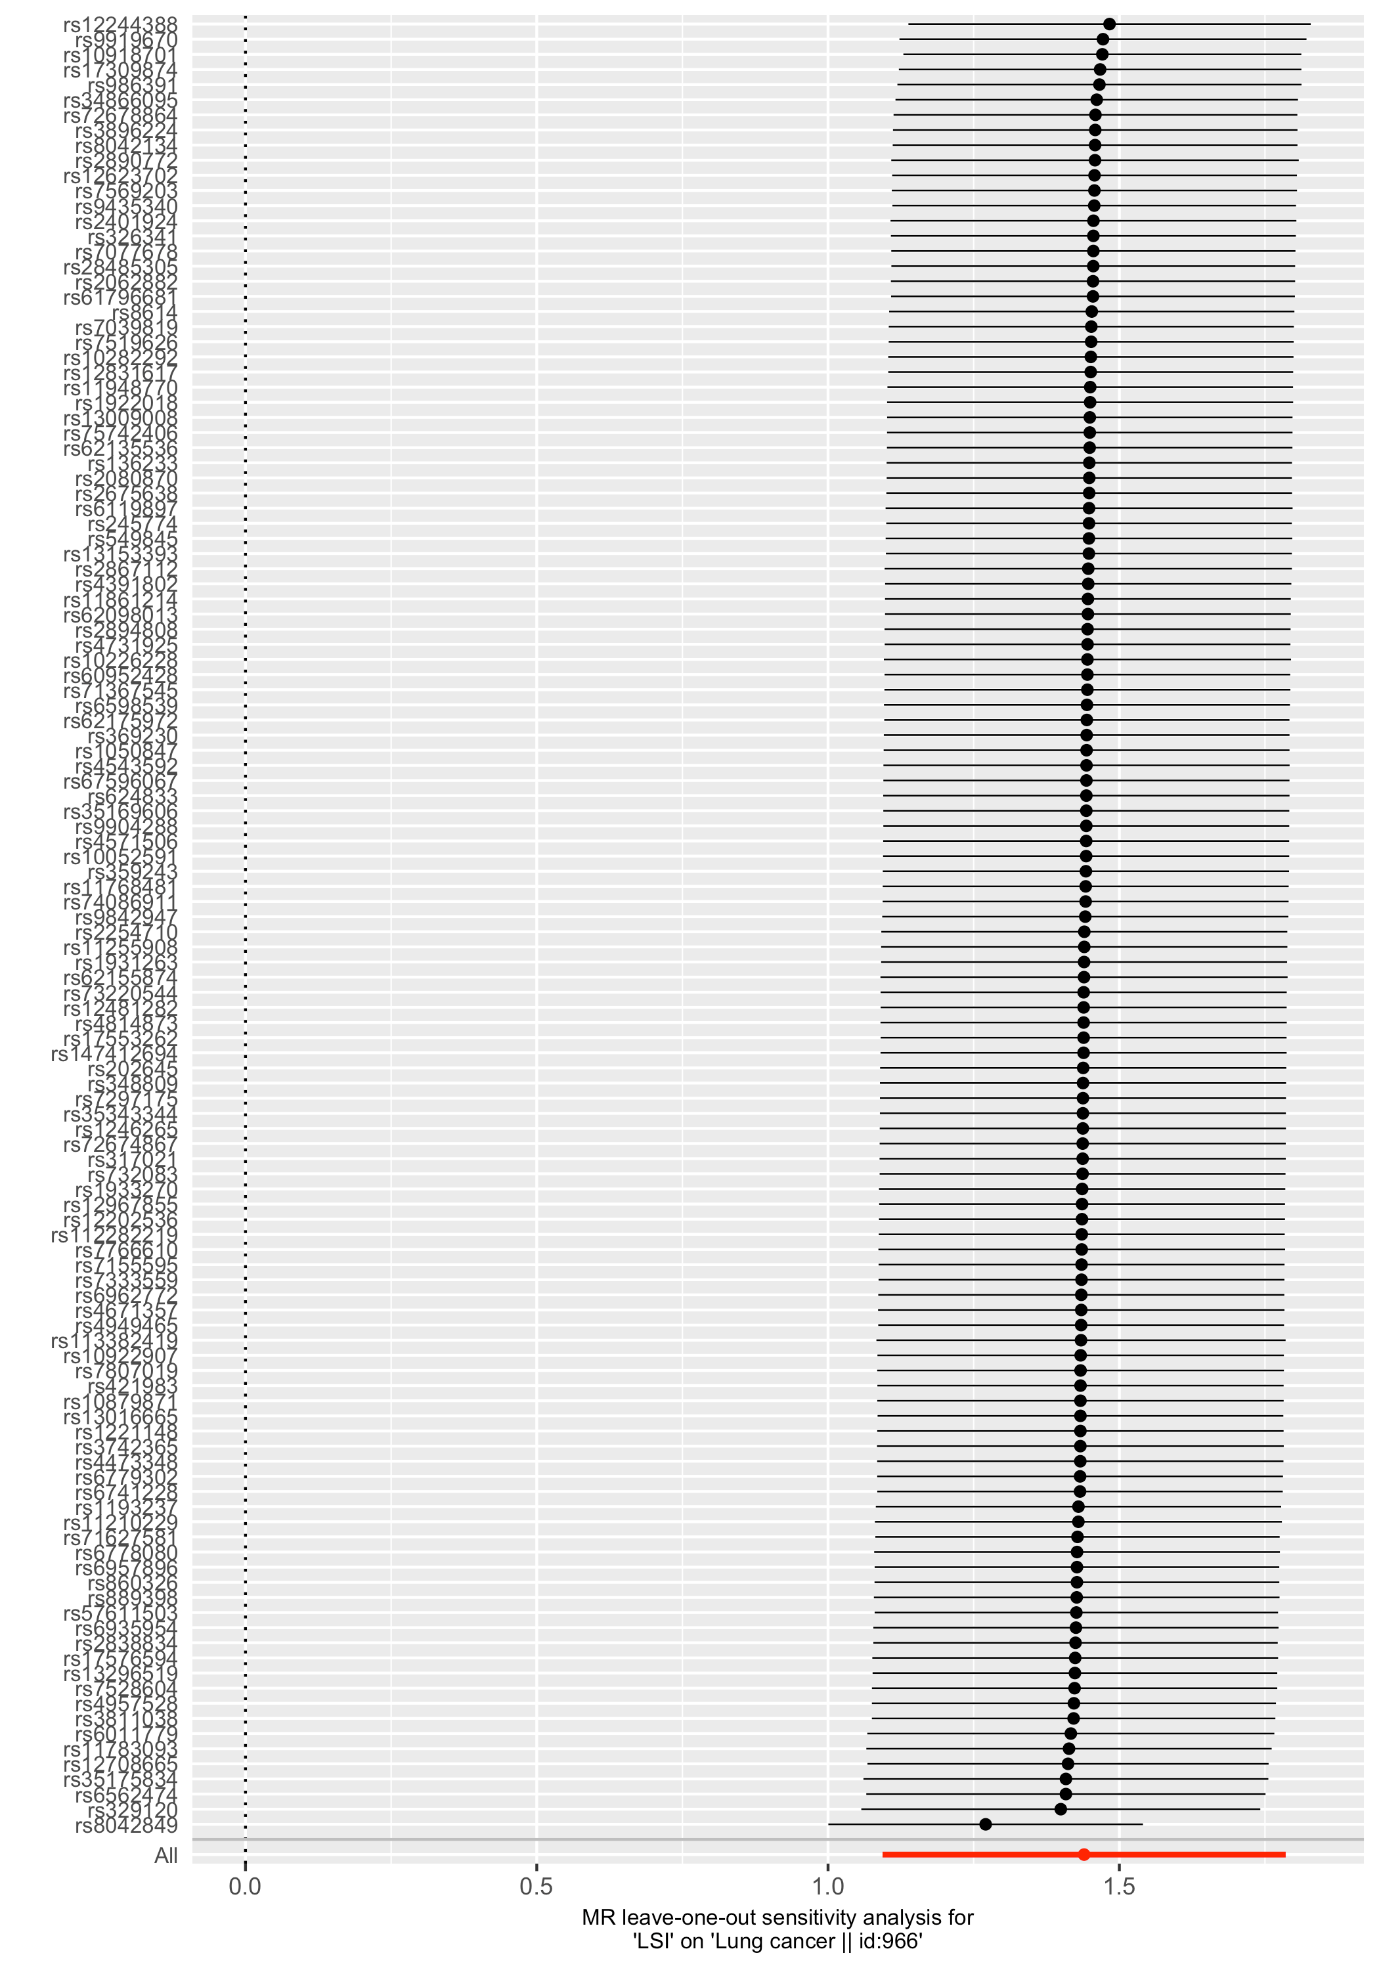 rs12244388
rs9919670
rs10918701
rs17309874
rs986391
rs34866095
rs72678864
rs3896224
rs8042134
rs2890772
rs12623702
rs7569203
rs9435340
rs2401924
rs326341
rs7077678
rs28485305
rs2062882
rs61796681
rs8614
rs7039819
rs7519626
rs10282292
rs12831617
rs11948770
rs1922018
rs13009008
rs75742406
rs62135536
rs136233
rs2080870
rs2675638
rs6119897
rs245774
rs549845
rs13153393
rs2867112
rs4391802
rs11861214
rs62098013
rs2894808
rs4731925
rs10226228
rs60952428
rs71367545
rs6598539
rs62175972
rs369230
rs1050847
rs4543592
rs67596067
rs624833
rs35169606
rs9904288
rs4571506
rs10052591
rs359243
rs11768481
rs74086911
rs9842947
rs2254710
rs11255908
rs1931263
rs62155874
rs73220544
rs12481282
rs4814873
rs17553262
rs147412694
rs202645
rs348809
rs7297175
rs35343344
rs1246265
rs72674867
rs317021
rs732083
rs1933270
rs12967855
rs12202536
rs112282219
rs7766610
rs7155595
rs7333559
rs6962772
rs4671357
rs4949465
rs113382419
rs10922907
rs7807019
rs421983
rs10879871
rs13016665
rs1221148
rs3742365
rs4473348
rs6779302
rs6741228
rs1193237
rs11210229
rs71627581
rs6778080
rs6957896
rs860326
rs889398
rs57611503
rs6935954
rs2838834
rs17576594
rs13296519
rs7528604
rs4957528
rs3811038
rs6011779
rs11783093
rs12708665
rs35175834
rs6562474
rs329120
rs8042849
All
0.0 0.5 1.0 1.5
MR leave-one-out sensitivity analysis for
'LSI' on 'Lung cancer || id:966'